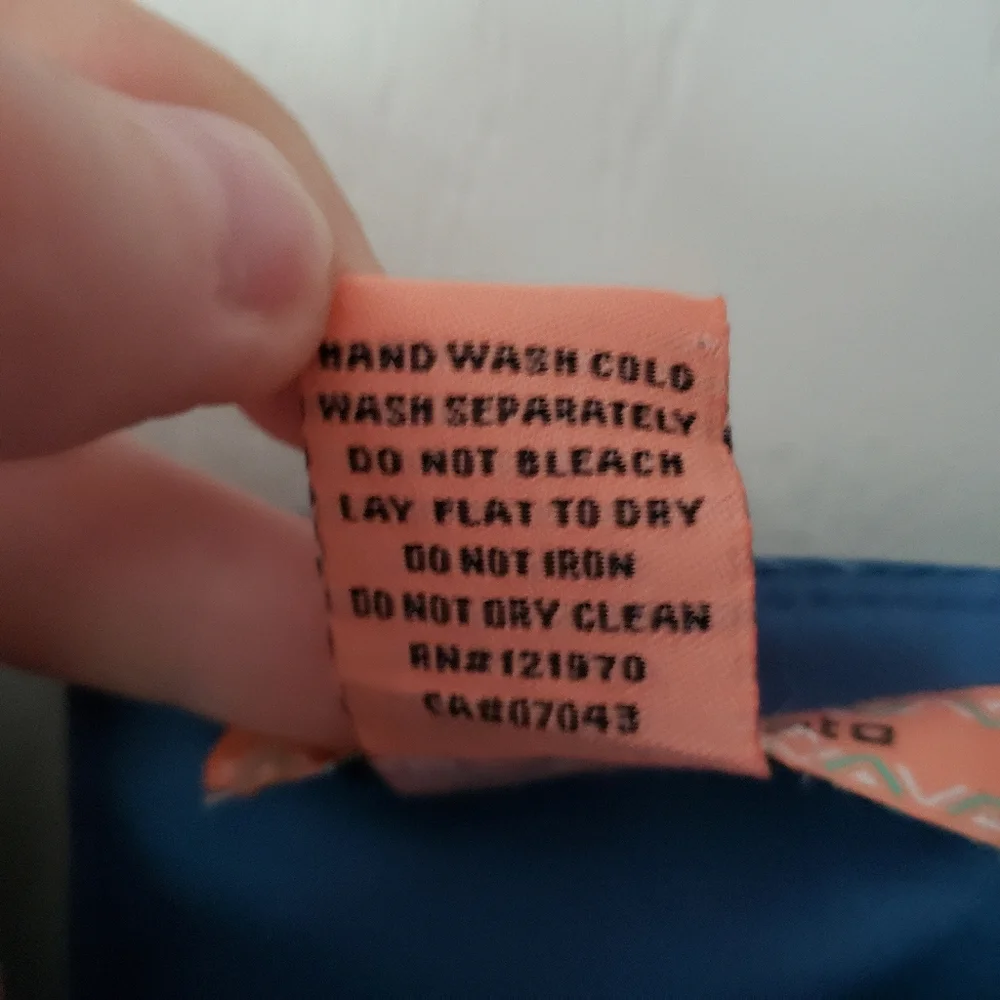 HAND WASH COLD
WASH SEPARATELY
DO NOT BLEACH
LAY FLAT TO DRY
DO NOT IRON
DO NOT DRY CLEAN
RN#121970
CA#07043